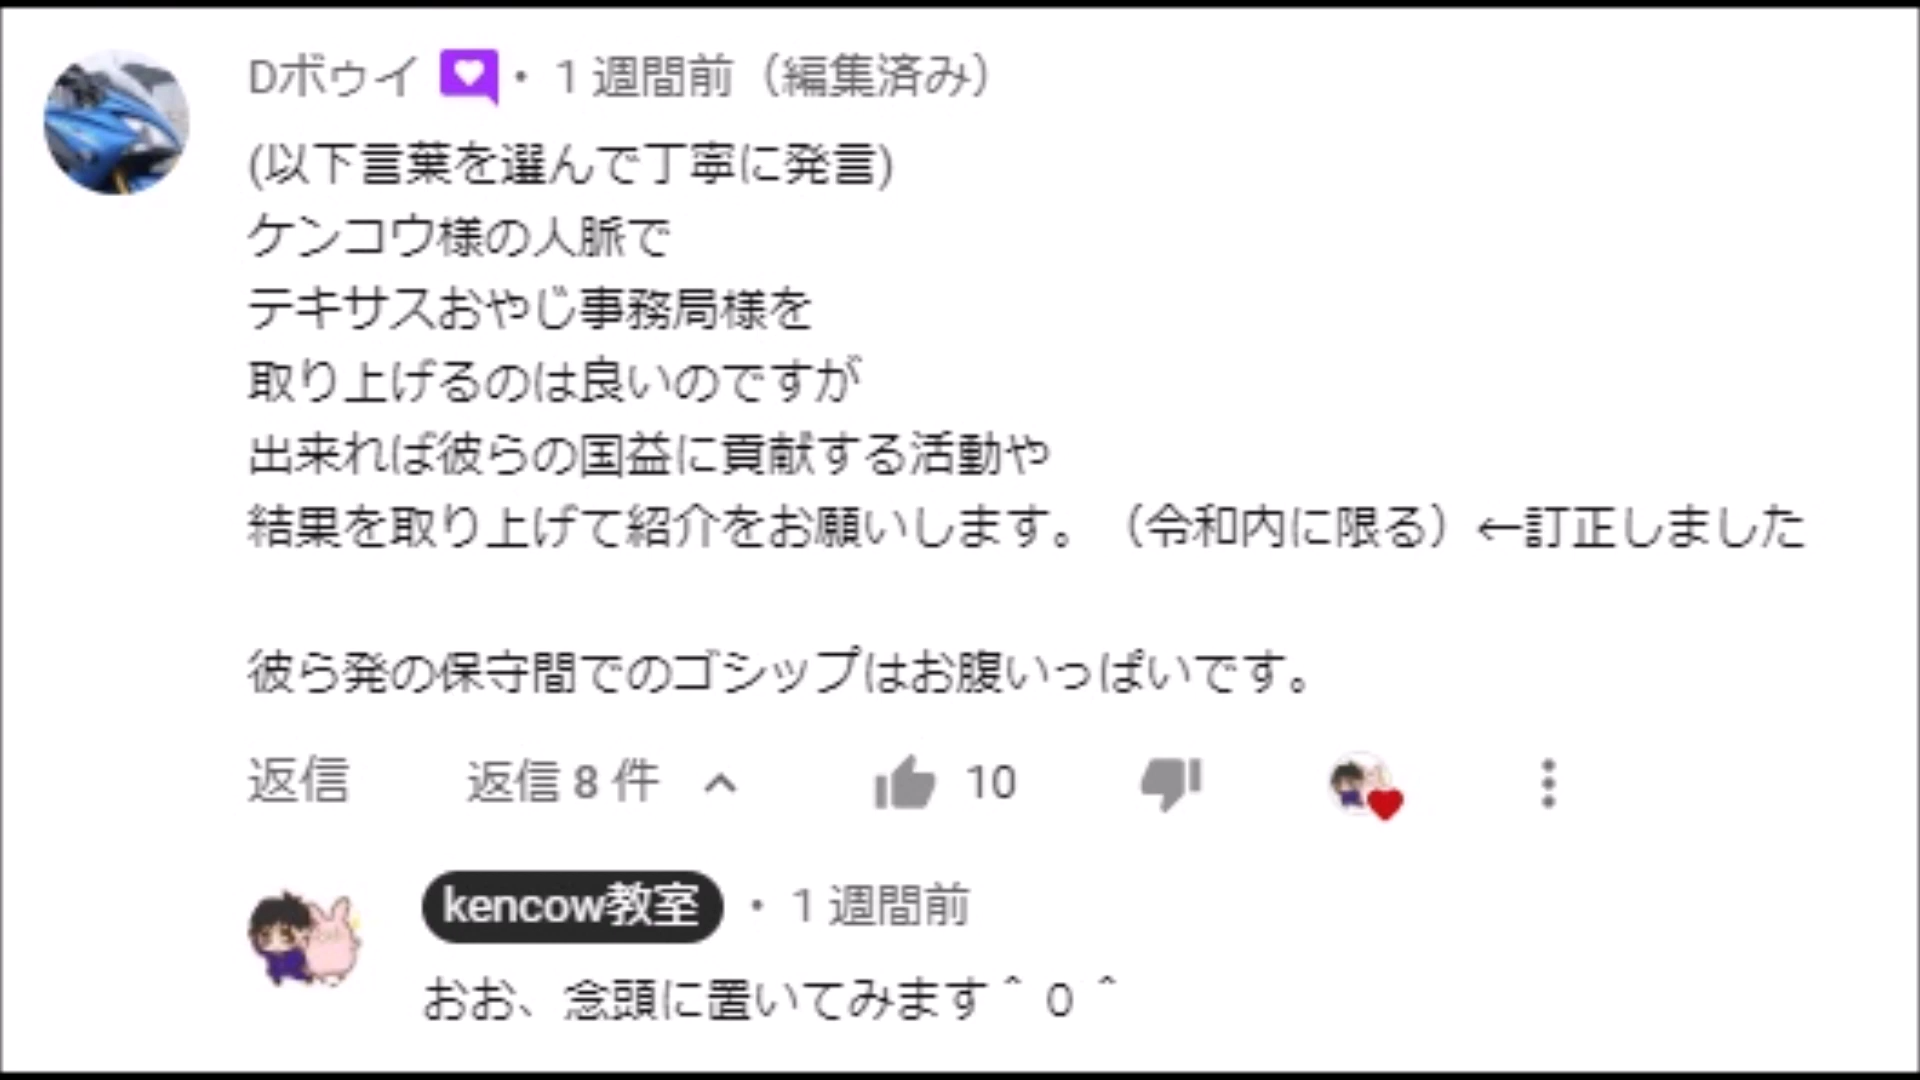 Dボゥイ ・ 1 週間前（編集済み）
(以下言葉を選んで丁寧に発言)
ケンコウ様の人脈で
テキサスおやじ事務局様を
取り上げるのは良いのですが
出来れば彼らの国益に貢献する活動や
結果を取り上げて紹介をお願いします。（令和内に限る）←訂正しました
彼ら発の保守間でのゴシップはお腹いっぱいです。
返信 返信 8 件 10
kencow教室 ・ 1 週間前
おお、念頭に置いてみます＾０＾